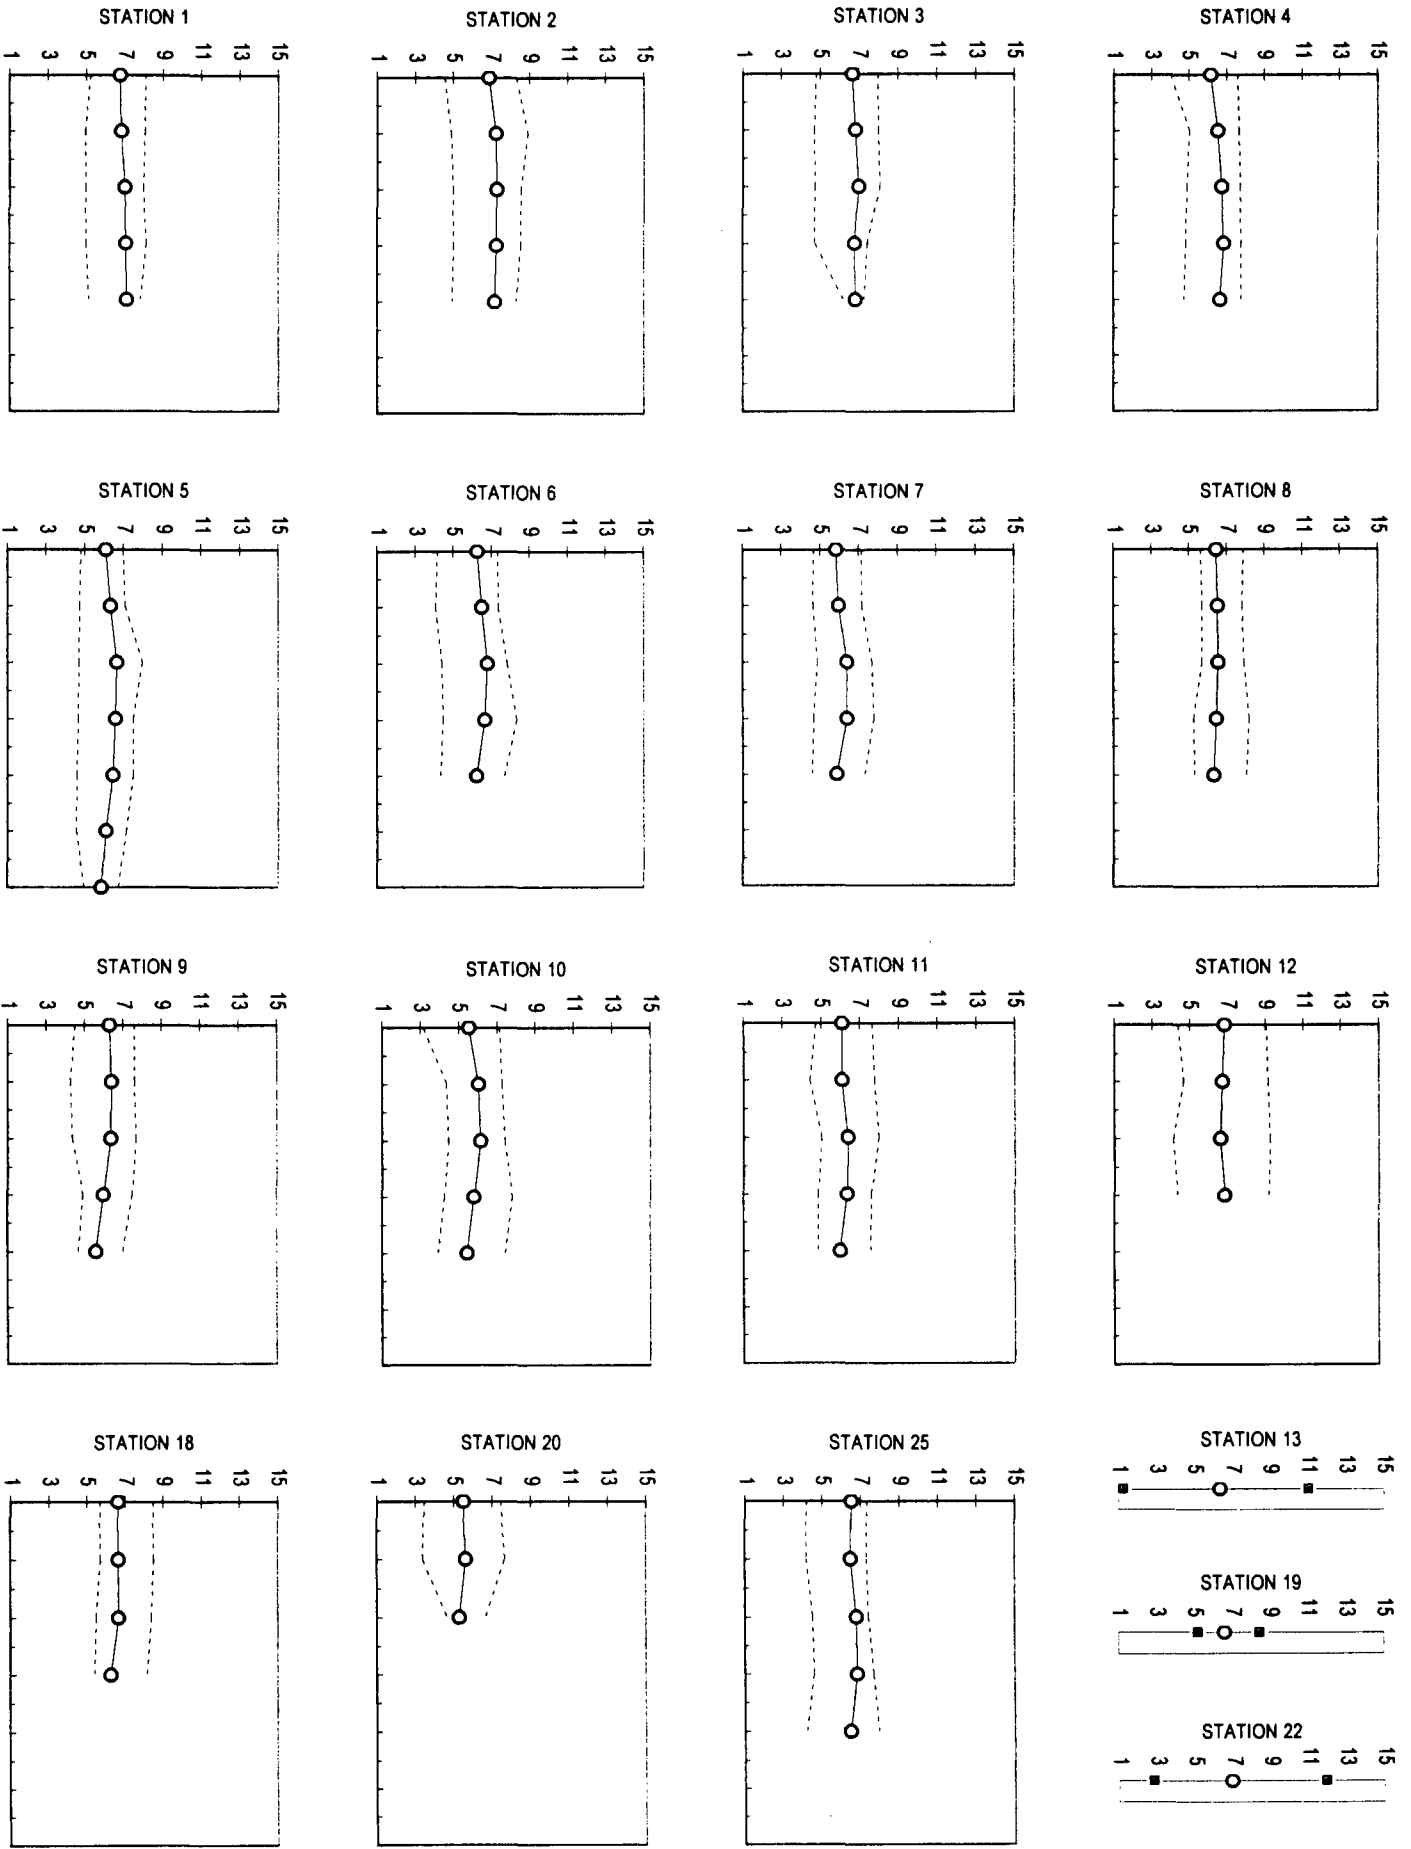 STATION 1
1 3 5 7 9 11 13 15
STATION 2
1 3 5 7 9 11 13 15
STATION 3
1 3 5 7 9 11 13 15
STATION 4
1 3 5 7 9 11 13 15
STATION 5
1 3 5 7 9 11 13 15
STATION 6
1 3 5 7 9 11 13 15
STATION 7
1 3 5 7 9 11 13 15
STATION 8
1 3 5 7 9 11 13 15
STATION 9
1 3 5 7 9 11 13 15
STATION 10
1 3 5 7 9 11 13 15
STATION 11
1 3 5 7 9 11 13 15
STATION 12
1 3 5 7 9 11 13 15
STATION 18
1 3 5 7 9 11 13 15
STATION 20
1 3 5 7 9 11 13 15
STATION 25
1 3 5 7 9 11 13 15
STATION 13
1 3 5 7 9 11 13 15
STATION 19
1 3 5 7 9 11 13 15
STATION 22
1 3 5 7 9 11 13 15